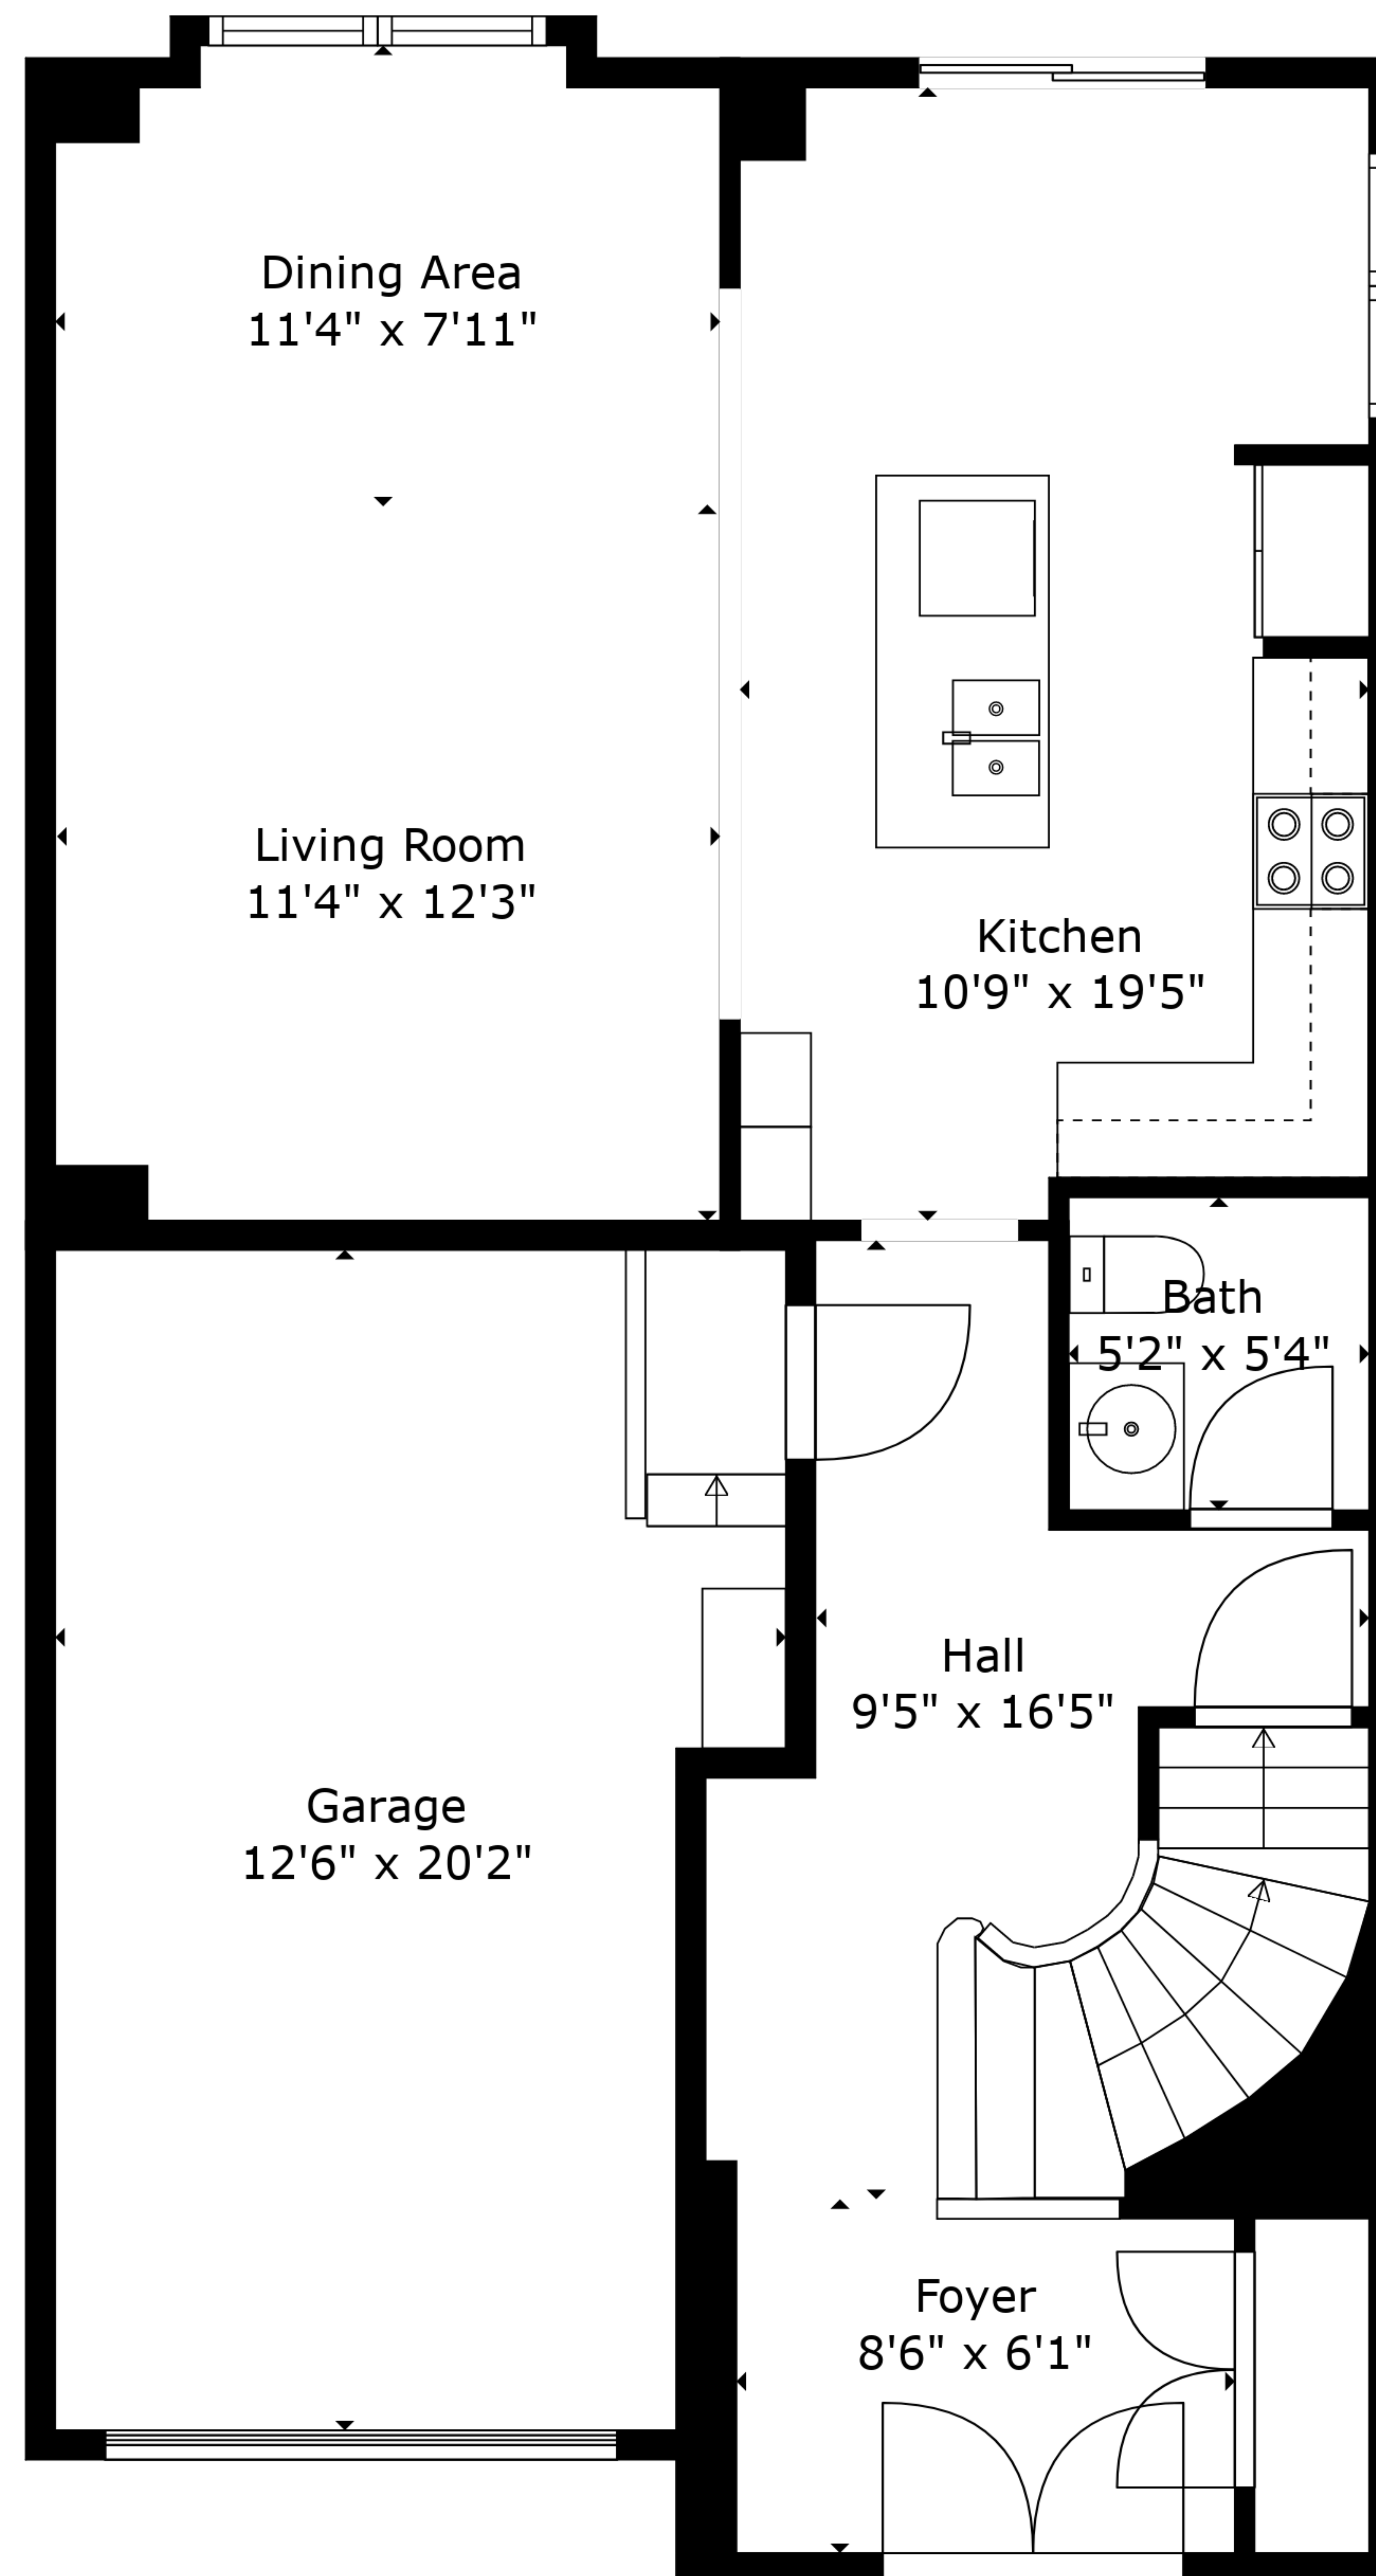 Dining Area
11'4" x 7'11"
Living Room
11'4" x 12'3"
Kitchen
10'9" x 19'5"
Bath
5'2" x 5'4"
Hall
9'5" x 16'5"
Garage
12'6" x 20'2"
Foyer
8'6" x 6'1"